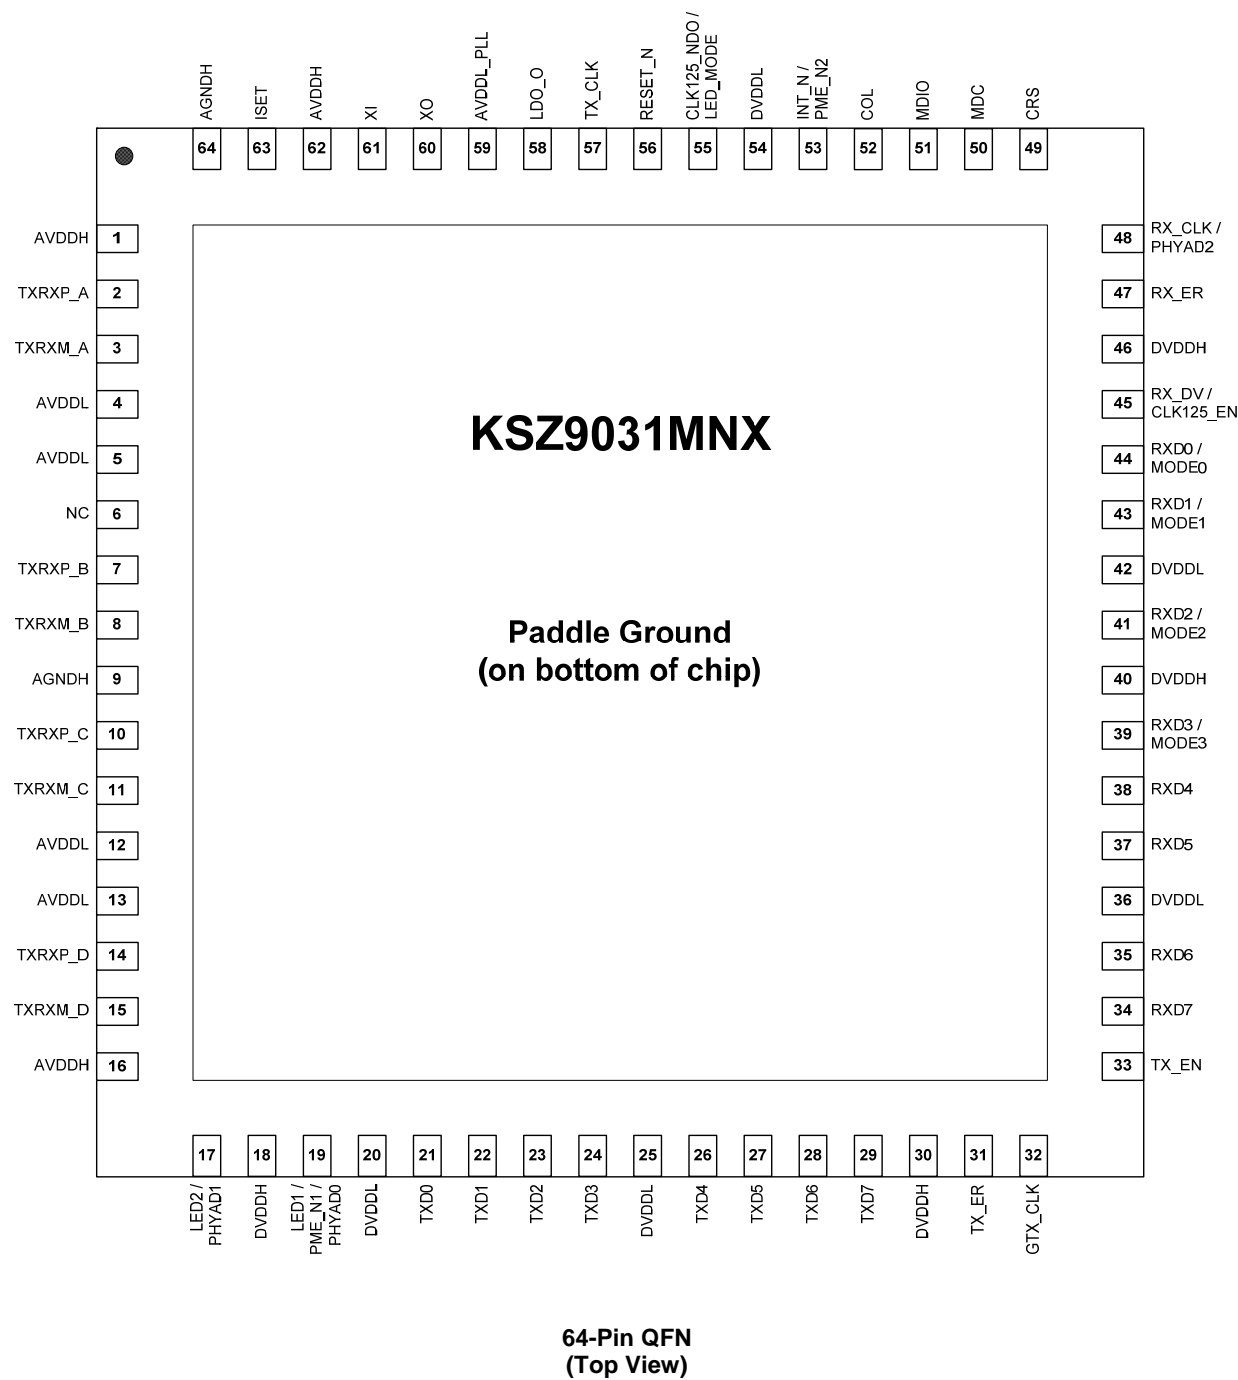 AGNDH
ISET
AVDDH
XI
XO
AVDDL_PLL
LDO_O
TX_CLK
RESET_N
CLK125_NDO /
LED_MODE
DVDDL
INT_N /
PME_N2
COL
MDIO
MDC
CRS
64 63 62 61 60 59 58 57 56 55 54 53 52 51 50 49
AVDDH 1
TXRXP_A 2
TXRXM_A 3
AVDDL 4
AVDDL 5
NC 6
TXRXP_B 7
TXRXM_B 8
AGNDH 9
TXRXP_C 10
TXRXM_C 11
AVDDL 12
AVDDL 13
TXRXP_D 14
TXRXM_D 15
AVDDH 16
KSZ9031MNX
Paddle Ground
(on bottom of chip)
48 RX_CLK /
PHYAD2
47 RX_ER
46 DVDDH
45 RX_DV /
CLK125_EN
44 RXD0 /
MODE0
43 RXD1 /
MODE1
42 DVDDL
41 RXD2 /
MODE2
40 DVDDH
39 RXD3 /
MODE3
38 RXD4
37 RXD5
36 DVDDL
35 RXD6
34 RXD7
33 TX_EN
17 18 19 20 21 22 23 24 25 26 27 28 29 30 31 32
LED2 /
PHYAD1
DVDDH
LED1 /
PME_N1 /
PHYAD0
DVDDL
TXD0
TXD1
TXD2
TXD3
DVDDL
TXD4
TXD5
TXD6
TXD7
DVDDH
TX_ER
GTX_CLK
64-Pin QFN
(Top View)